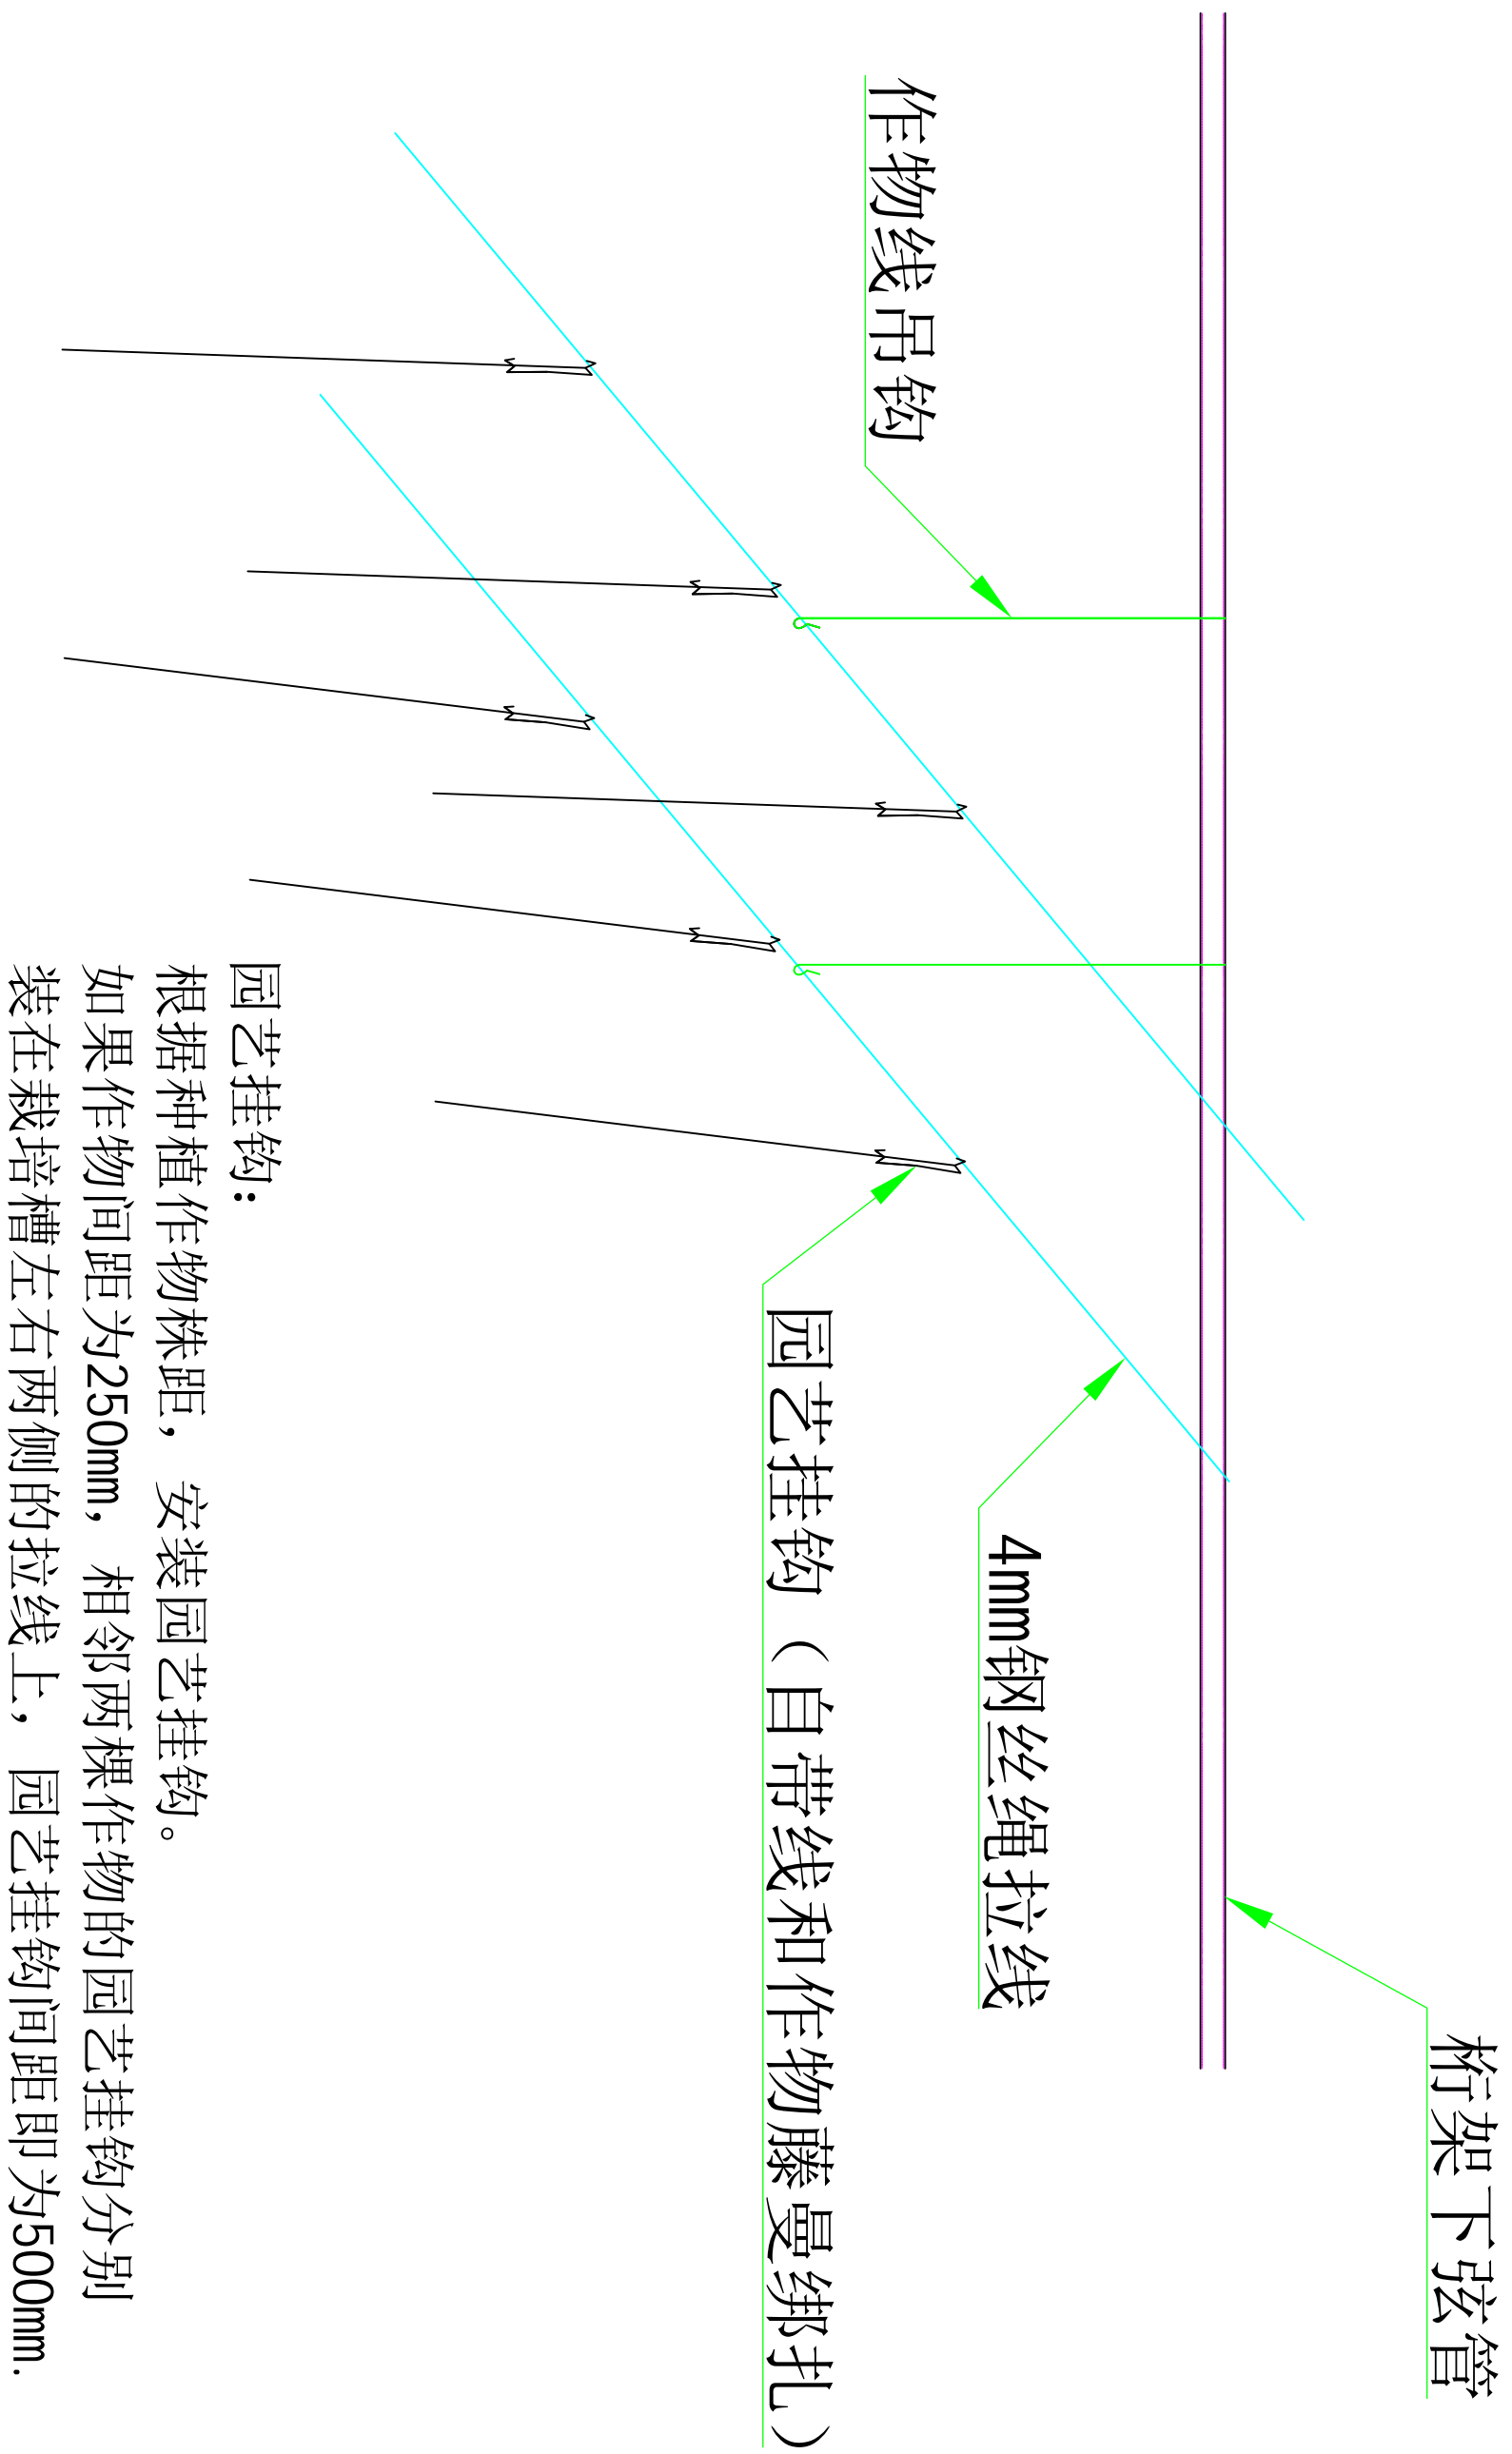 桁架下弦管
作物线吊钩
4mm钢丝绳拉线
园艺挂钩（自带线和作物藤蔓绑扎）
园艺挂钩:
根据种植作物株距，安装园艺挂钩。
如果作物间距为250mm，相邻两棵作物的园艺挂钩分别
装在栽培槽左右两侧的拉线上，园艺挂钩间距即为500mm.